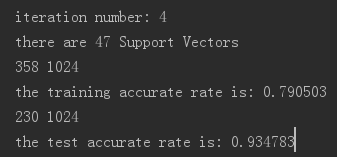 iteration number: 4
there are 47 Support Vectors
358 1024
the training accurate rate is: 0.790503
230 1024
the test accurate rate is: 0.934783